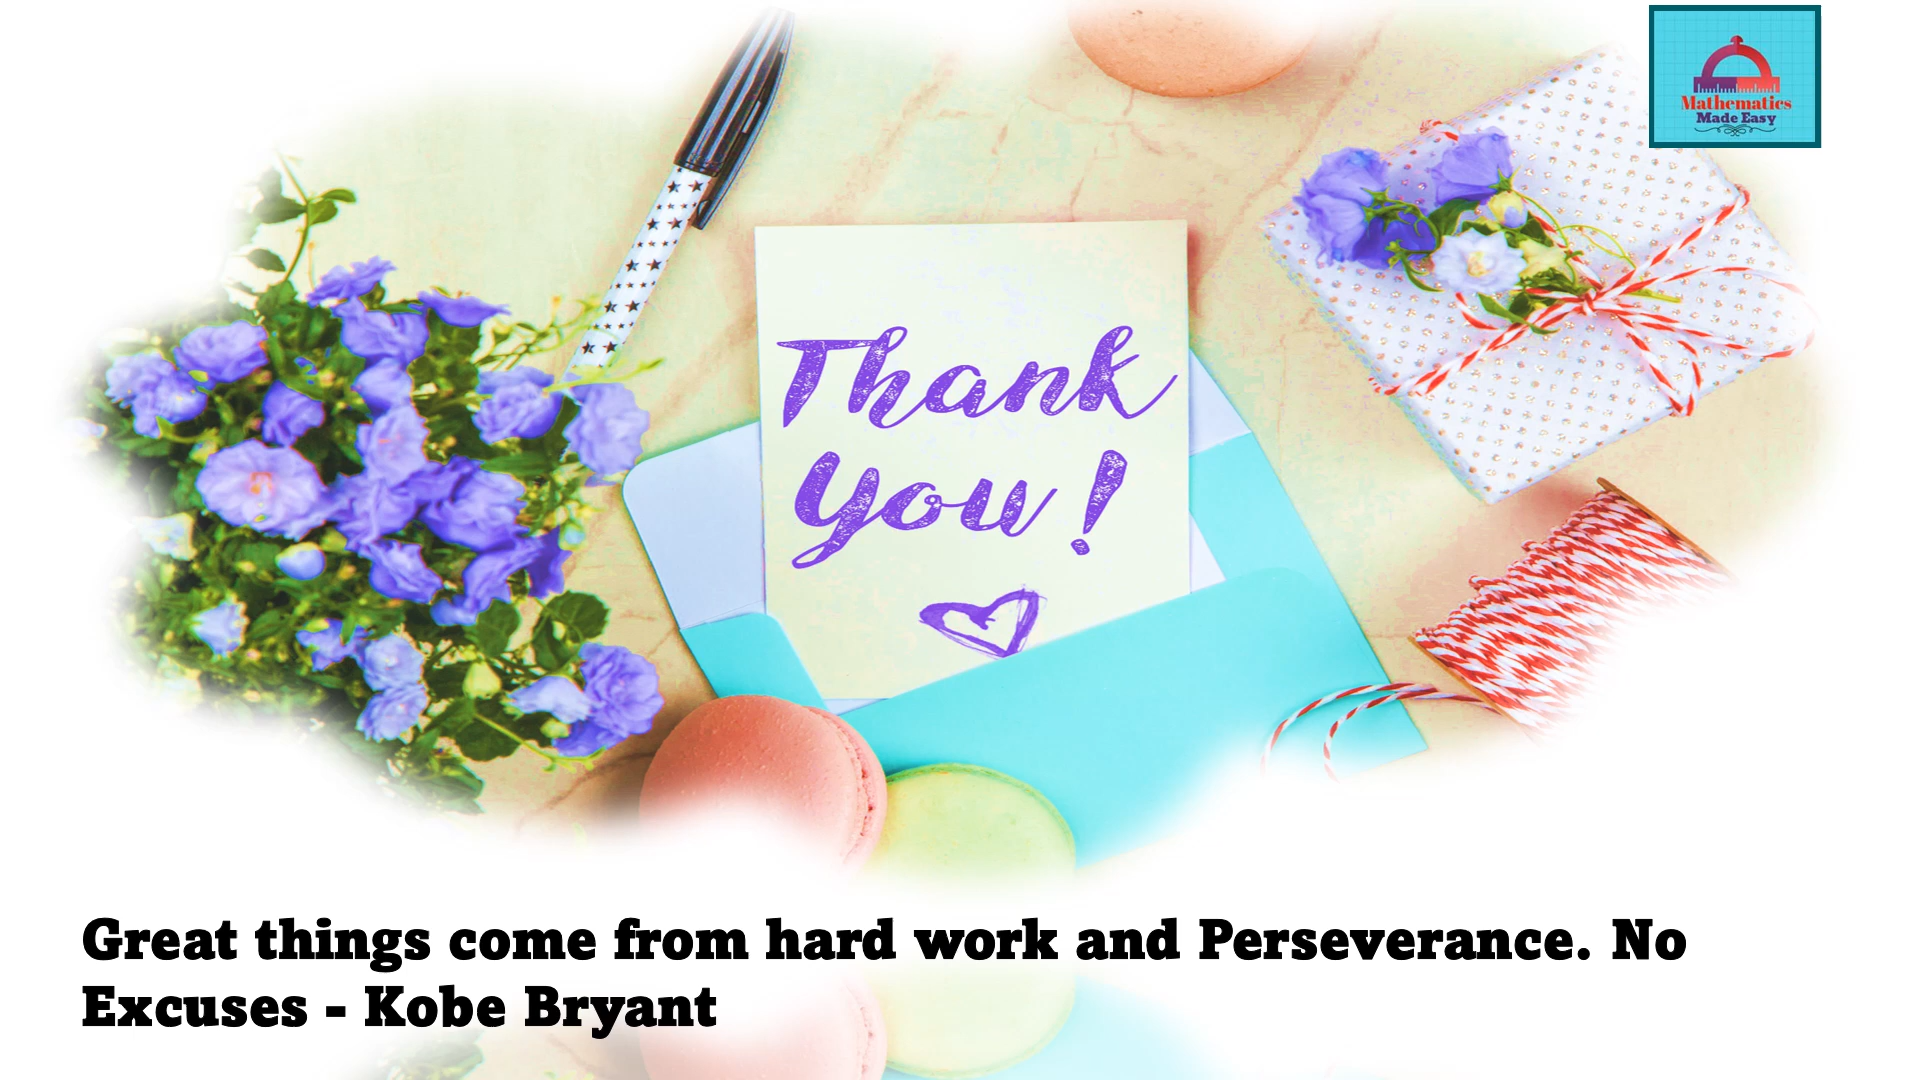 Mathematics
Made Easy
Thank
You!
Great things come from hard work and Perseverance. No
Excuses - Kobe Bryant